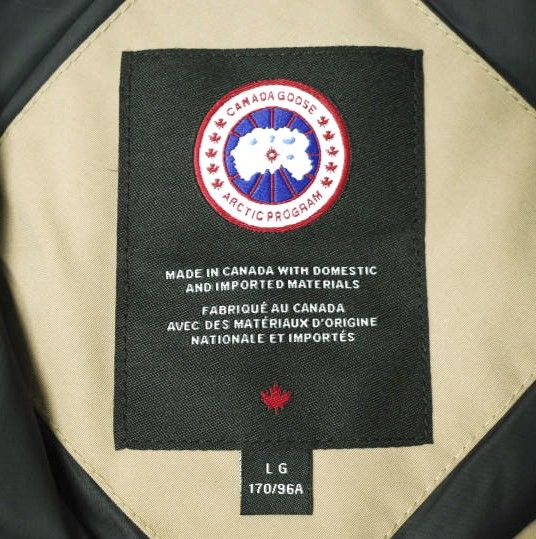 CANADA GOOSE
ARCTIC PROGRAM
MADE IN CANADA WITH DOMESTIC
AND IMPORTED MATERIALS
FABRIQUÉ AU CANADA
AVEC DES MATÉRIAUX D'ORIGINE
NATIONALE ET IMPORTÉS
LG
170/96A